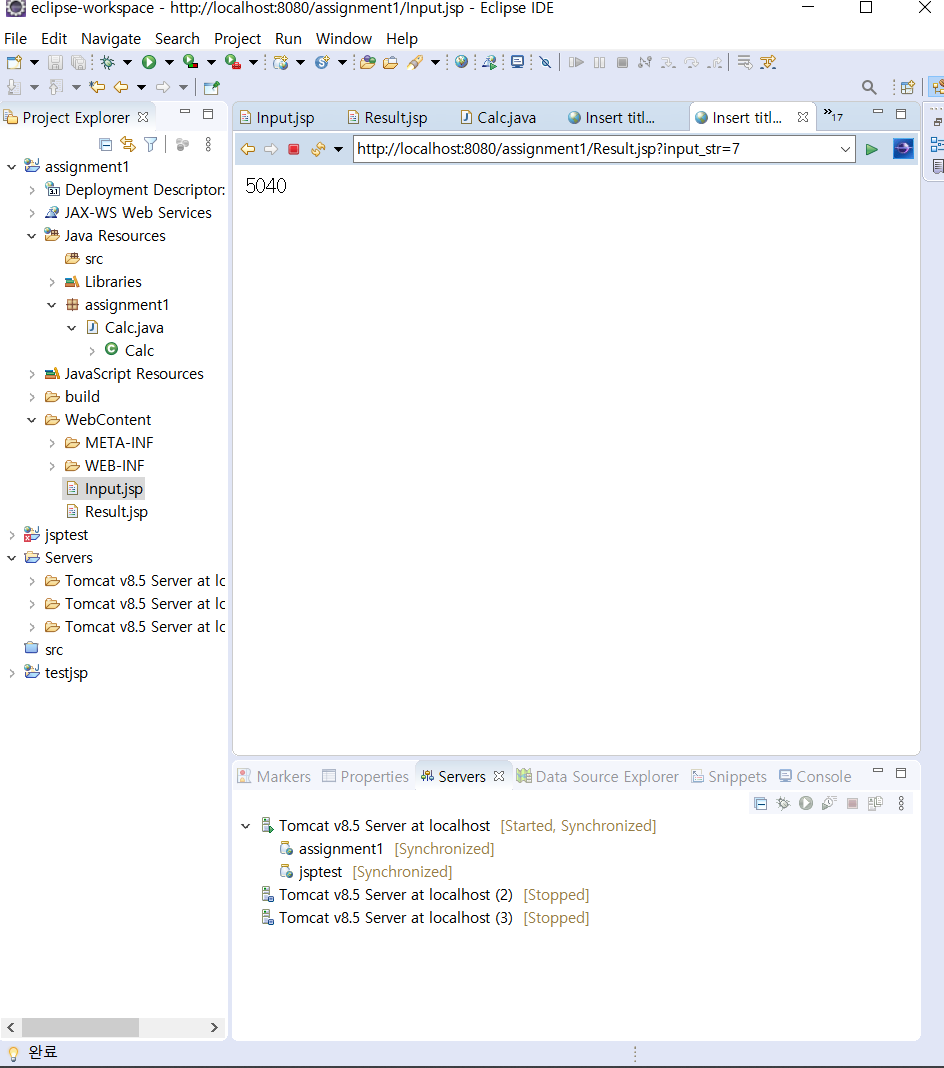 eclipse-workspace - http://localhost:8080/assignment1/Input.jsp - Eclipse IDE
File Edit Navigate Search Project Run Window Help
Project Explorer
assignment1
Deployment Descriptor:
JAX-WS Web Services
Java Resources
src
Libraries
assignment1
Calc.java
Calc
JavaScript Resources
build
WebContent
META-INF
WEB-INF
Input.jsp
Result.jsp
jsptest
Servers
Tomcat v8.5 Server at lc
Tomcat v8.5 Server at lc
Tomcat v8.5 Server at lc
src
testjsp
Input.jsp Result.jsp Calc.java Insert titl... Insert titl... »17
http://localhost:8080/assignment1/Result.jsp?input_str=7
5040
Markers Properties Servers Data Source Explorer Snippets Console
Tomcat v8.5 Server at localhost [Started, Synchronized]
assignment1 [Synchronized]
jsptest [Synchronized]
Tomcat v8.5 Server at localhost (2) [Stopped]
Tomcat v8.5 Server at localhost (3) [Stopped]
완료